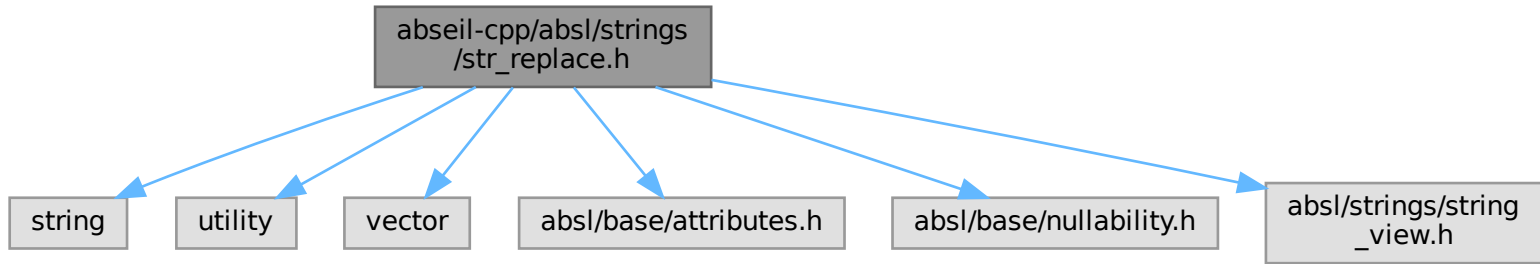 abseil-cpp/absl/strings
/str_replace.h
string
utility
vector
absl/base/attributes.h
absl/base/nullability.h
absl/strings/string
_view.h